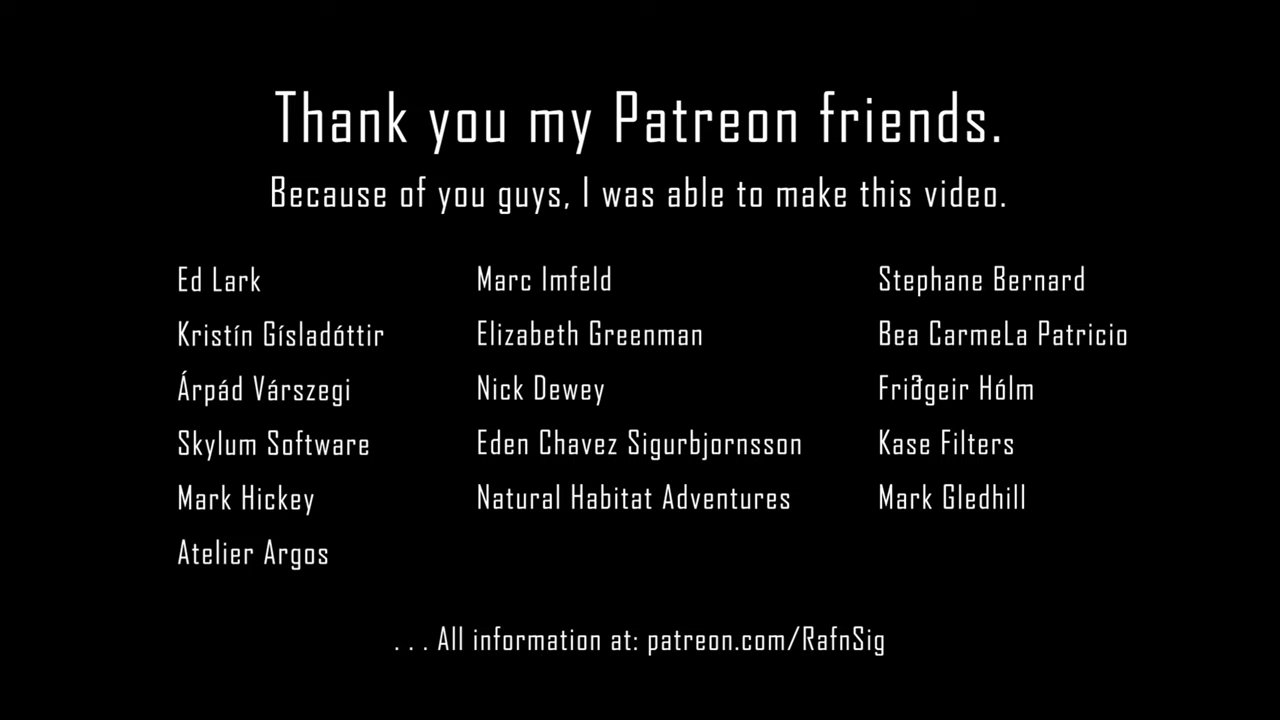 Thank you my Patreon friends.
Because of you guys, I was able to make this video.
Ed Lark
Kristín Gísladóttir
Árpád Várszegi
Skylum Software
Mark Hickey
Atelier Argos
Marc Imfeld
Elizabeth Greenman
Nick Dewey
Eden Chavez Sigurbjornsson
Natural Habitat Adventures
Stephane Bernard
Bea CarmeLa Patricio
Friðgeir Hólm
Kase Filters
Mark Gledhill
. . . All information at: patreon.com/RafnSig